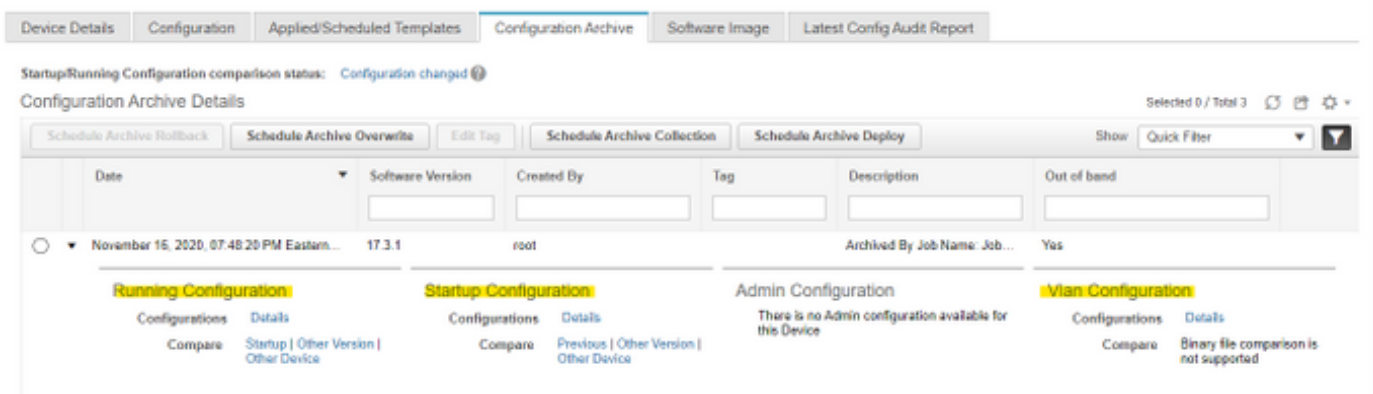 Device Details Configuration Applied/Scheduled Templates Configuration Archive Software Image Latest Config Audit Report
Startup/Running Configuration comparison status: Configuration changed ?
Configuration Archive Details Selected 0 / Total 3
Schedule Archive Rollback Schedule Archive Overwrite Edit Tag Schedule Archive Collection Schedule Archive Deploy Show Quick Filter
Date Software Version Created By Tag Description Out of band
November 16, 2020, 07:48:20 PM Eastern... 17.3.1 root Archived By Job Name: Job... Yes
Running Configuration Startup Configuration Admin Configuration Vlan Configuration
Configurations Details Configurations Details There is no Admin configuration available for Configurations Details
this Device
Compare Startup | Other Version | Compare Previous | Other Version | Compare Binary file comparison is
Other Device Other Device not supported